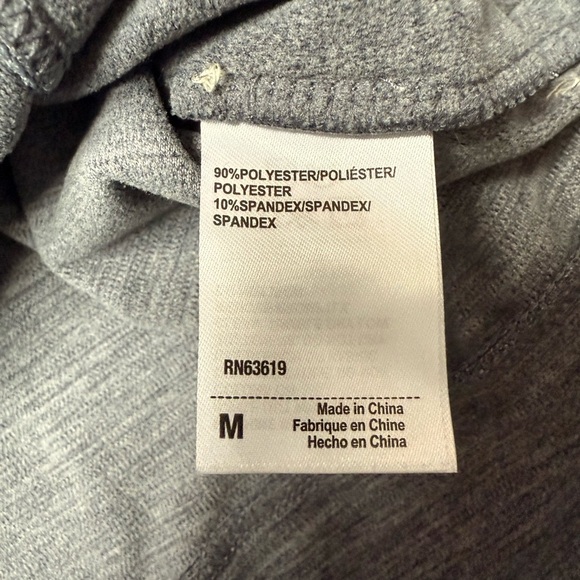 90%POLYESTER/POLIÉSTER/
POLYESTER
10%SPANDEX/SPANDEX/
SPANDEX
RN63619
M
Made in China
Fabrique en Chine
Hecho en China